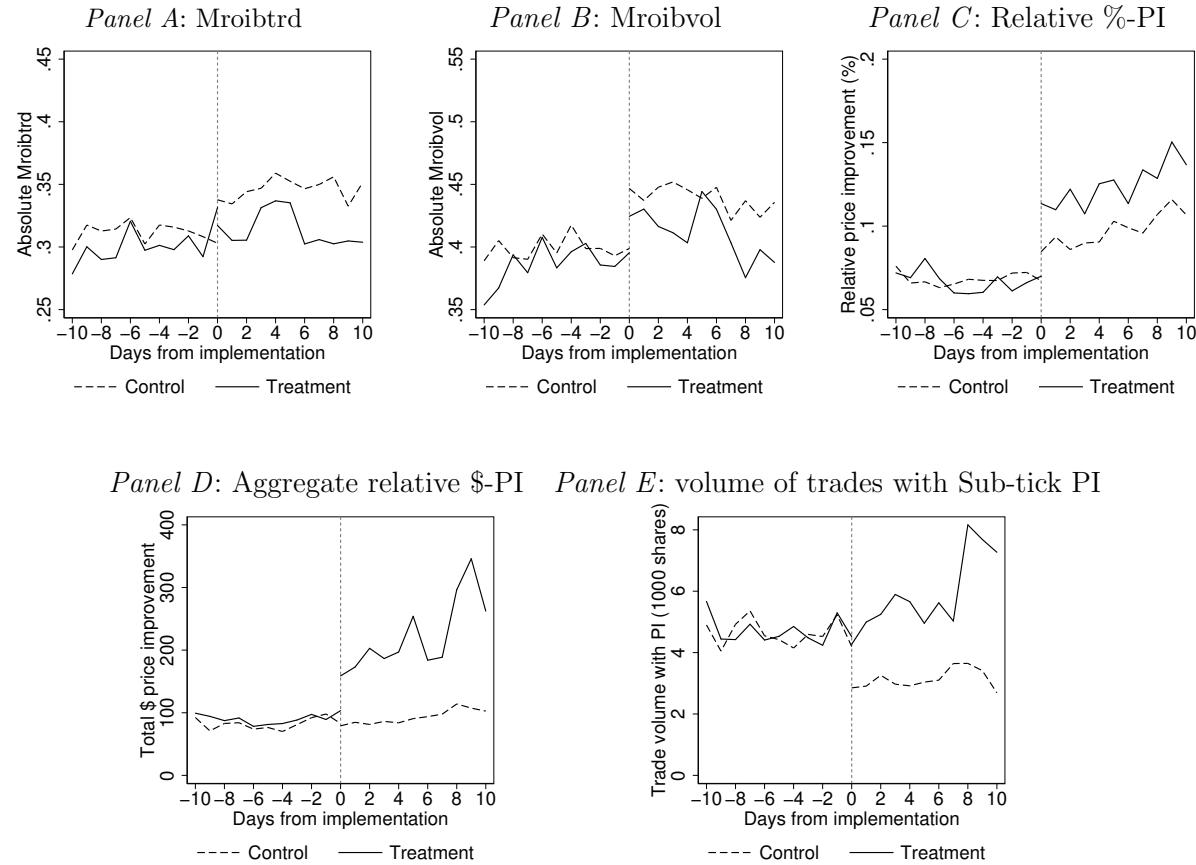 Panel A: Mroibtrd
Absolute Mroibtrd
.25 .3 .35 .4 .45
−10 −8 −6 −4 −2 0 2 4 6 8 10
Days from implementation
Control Treatment
Panel B: Mroibvol
Absolute Mroibvol
.35 .4 .45 .5 .55
−10 −8 −6 −4 −2 0 2 4 6 8 10
Days from implementation
Control Treatment
Panel C: Relative %-PI
Relative price improvement (%)
.05 .1 .15 .2
−10 −8 −6 −4 −2 0 2 4 6 8 10
Days from implementation
Control Treatment
Panel D: Aggregate relative $-PI
Total $ price improvement
0 100 200 300 400
−10 −8 −6 −4 −2 0 2 4 6 8 10
Days from implementation
Control Treatment
Panel E: volume of trades with Sub-tick PI
Trade volume with PI (1000 shares)
0 2 4 6 8
−10 −8 −6 −4 −2 0 2 4 6 8 10
Days from implementation
Control Treatment